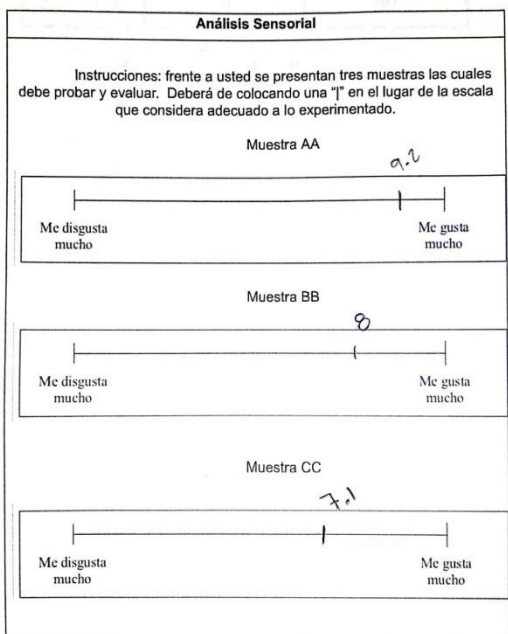 Análisis Sensorial
Instrucciones: frente a usted se presentan tres muestras las cuales
debe probar y evaluar. Deberá de colocando una "|" en el lugar de la escala
que considera adecuado a lo experimentado.
Muestra AA
9.2
Me disgusta
mucho
Me gusta
mucho
Muestra BB
8
Me disgusta
mucho
Me gusta
mucho
Muestra CC
7.1
Me disgusta
mucho
Me gusta
mucho